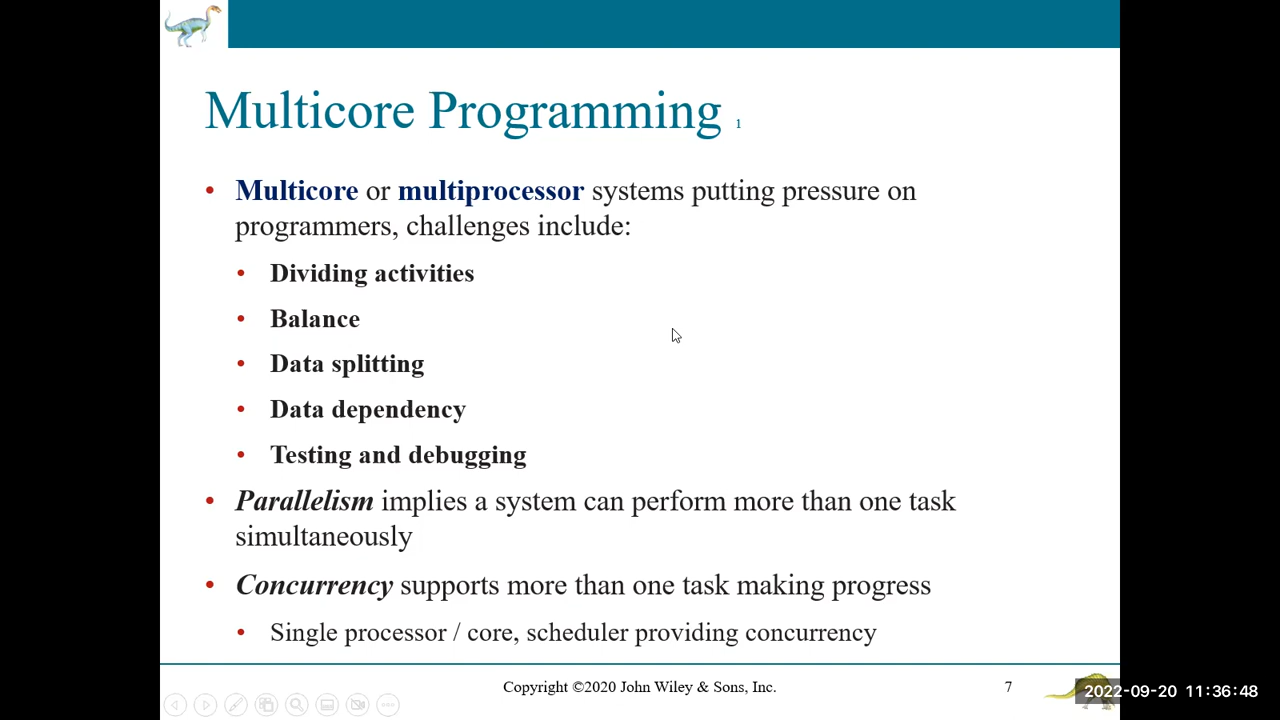 Multicore Programming 1
• Multicore or multiprocessor systems putting pressure on
programmers, challenges include:
• Dividing activities
• Balance
• Data splitting
• Data dependency
• Testing and debugging
• Parallelism implies a system can perform more than one task
simultaneously
• Concurrency supports more than one task making progress
• Single processor / core, scheduler providing concurrency
Copyright ©2020 John Wiley & Sons, Inc.
7
2022-09-20 11:36:48